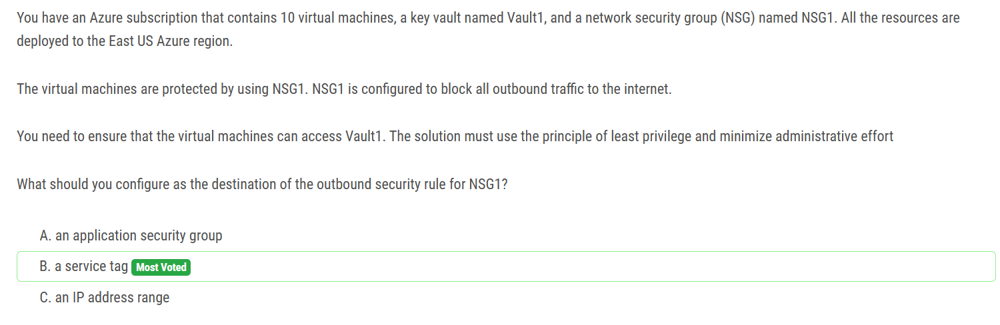 You have an Azure subscription that contains 10 virtual machines, a key vault named Vault1, and a network security group (NSG) named NSG1. All the resources are
deployed to the East US Azure region.
The virtual machines are protected by using NSG1. NSG1 is configured to block all outbound traffic to the internet.
You need to ensure that the virtual machines can access Vault1. The solution must use the principle of least privilege and minimize administrative effort
What should you configure as the destination of the outbound security rule for NSG1?
A. an application security group
B. a service tag Most Voted
C. an IP address range